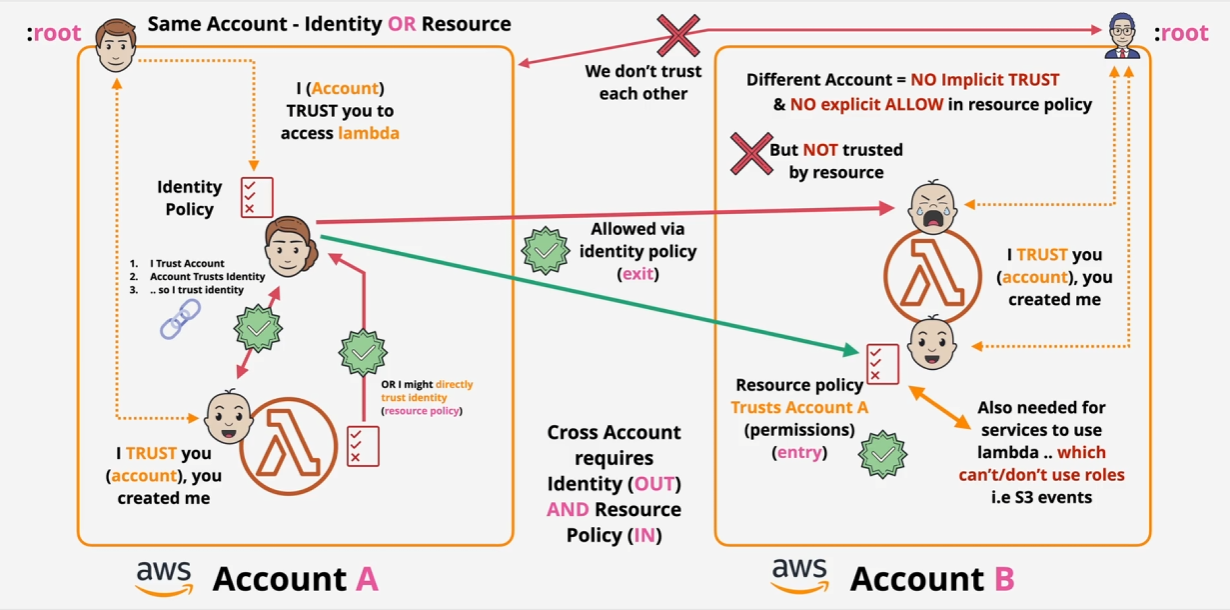 :root
Same Account - Identity OR Resource
I (Account)
TRUST you to
access lambda
Identity
Policy
1. I Trust Account
2. Account Trusts Identity
3. .. so I trust identity
OR I might directly
trust identity
(resource policy)
I TRUST you
(account), you
created me
aws
Account A
We don't trust
each other
Allowed via
identity policy
(exit)
Cross Account
requires
Identity (OUT)
AND Resource
Policy (IN)
:root
Different Account = NO Implicit TRUST
& NO explicit ALLOW in resource policy
But NOT trusted
by resource
I TRUST you
(account), you
created me
Resource policy
Trusts Account A
(permissions)
(entry)
Also needed for
services to use
lambda .. which
can't/don't use roles
i.e S3 events
aws
Account B